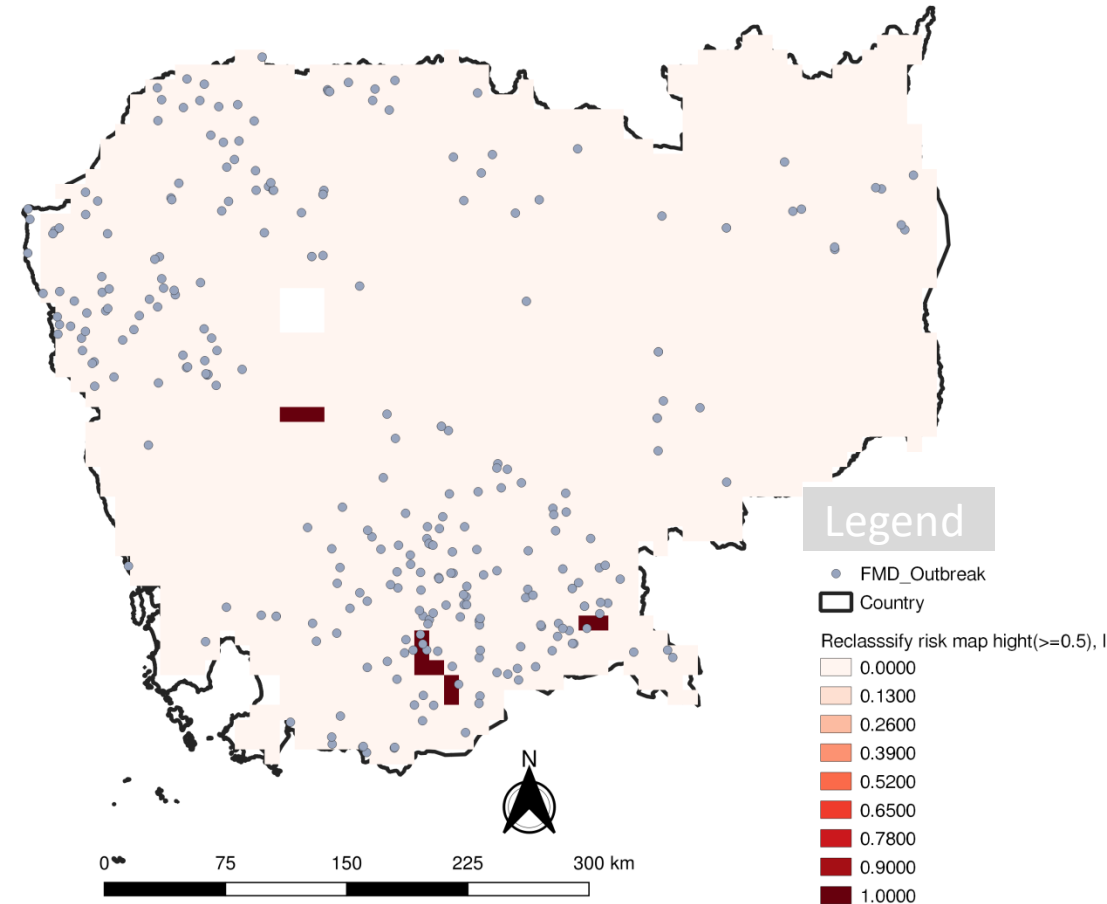 Legend
FMD_Outbreak
Country
Reclasssify risk map hight(>=0.5), l
0.0000
0.1300
0.2600
0.3900
0.5200
0.6500
0.7800
0.9000
1.0000
N
0 75 150 225 300 km